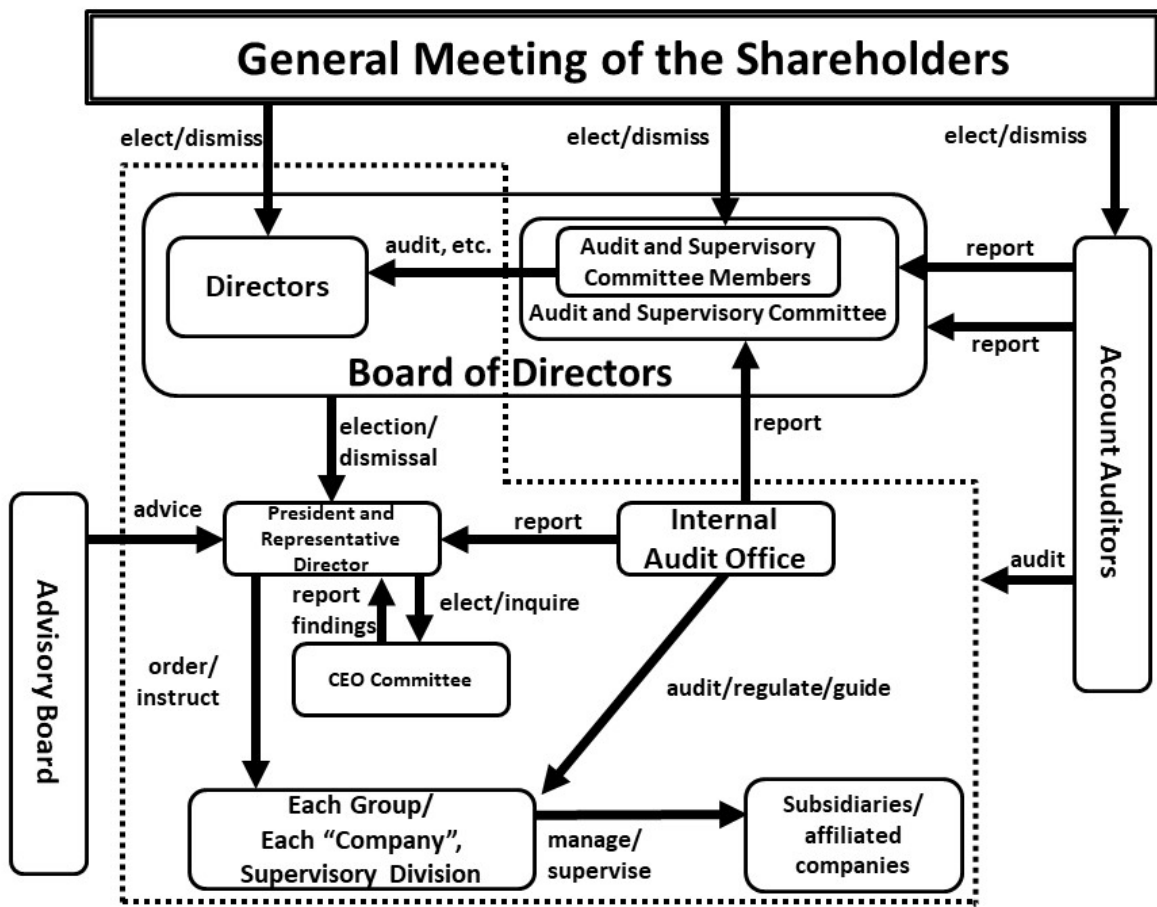 General Meeting of the Shareholders
elect/dismiss
elect/dismiss
elect/dismiss
Directors
audit, etc.
Audit and Supervisory
Committee Members
Audit and Supervisory Committee
Board of Directors
report
report
Account Auditors
election/
dismissal
report
Advisory Board
advice
President and
Representative
Director
report
Internal
Audit Office
audit
report
findings
elect/inquire
CEO Committee
order/
instruct
audit/regulate/guide
Each Group/
Each “Company”,
Supervisory Division
manage/
supervise
Subsidiaries/
affiliated
companies